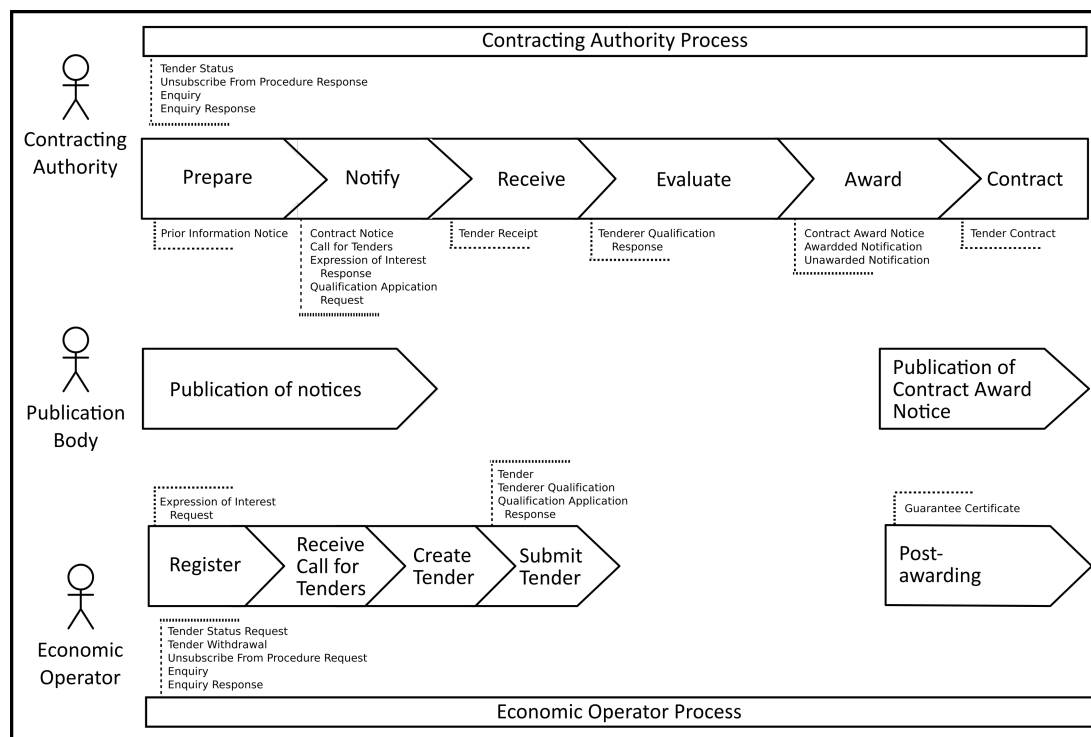 Contracting Authority Process
Tender Status
Unsubscribe From Procedure Response
Enquiry
Enquiry Response
Contracting
Authority
Prepare
Notify
Receive
Evaluate
Award
Contract
Prior Information Notice
Contract Notice
Call for Tenders
Expression of Interest
Response
Qualification Appication
Request
Tender Receipt
Tenderer Qualification
Response
Contract Award Notice
Awardded Notification
Unawarded Notification
Tender Contract
Publication
Body
Publication of notices
Publication of
Contract Award
Notice
Expression of Interest
Request
Tender
Tenderer Qualification
Qualification Application
Response
Guarantee Certificate
Register
Receive
Call for
Tenders
Create
Tender
Submit
Tender
Post-
awarding
Economic
Operator
Tender Status Request
Tender Withdrawal
Unsubscribe From Procedure Request
Enquiry
Enquiry Response
Economic Operator Process